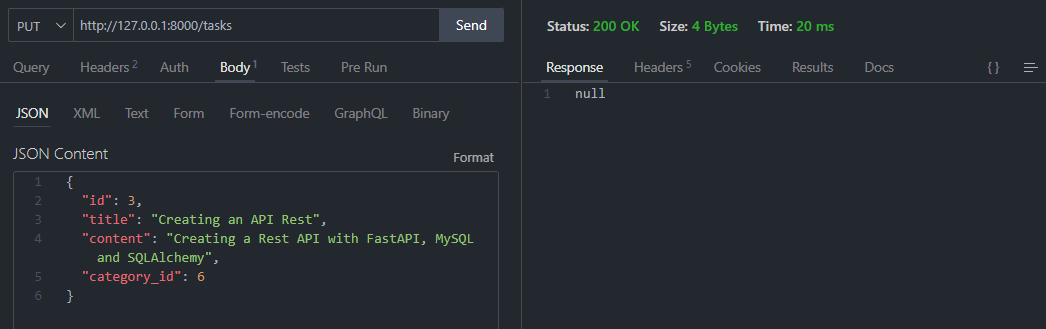 PUT http://127.0.0.1:8000/tasks Send
Query Headers 2 Auth Body 1 Tests Pre Run
JSON XML Text Form Form-encode GraphQL Binary
JSON Content
Format
1 {
2 "id": 3,
3 "title": "Creating an API Rest",
4 "content": "Creating a Rest API with FastAPI, MySQL
and SQLAlchemy",
5 "category_id": 6
6 }
Status: 200 OK Size: 4 Bytes Time: 20 ms
Response Headers 5 Cookies Results Docs {}
1 null